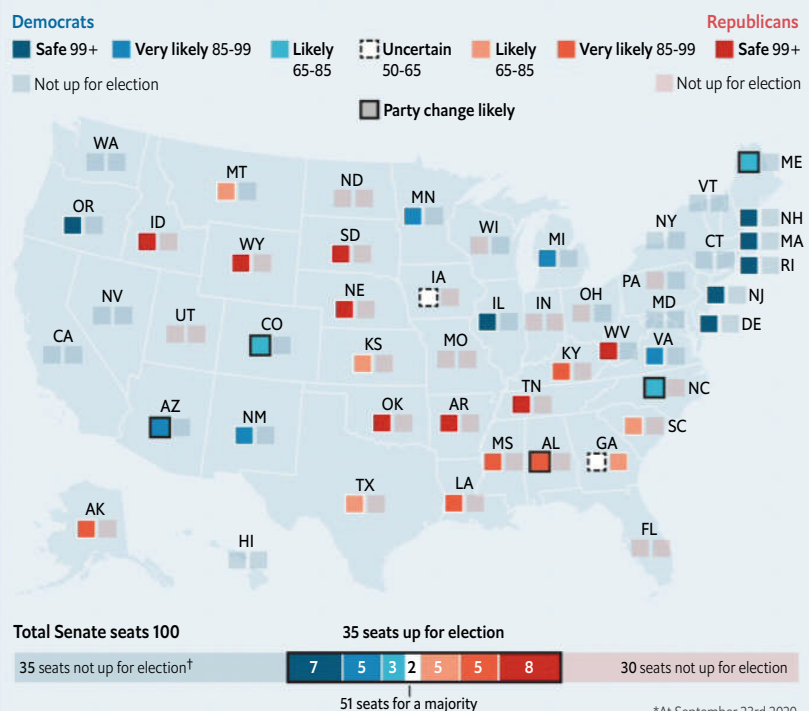 Democrats
Republicans
Safe 99+
Very likely 85-99
Likely
65-85
Uncertain
50-65
Likely
65-85
Very likely 85-99
Safe 99+
Not up for election
Not up for election
Party change likely
WA
ME
MT
ND
VT
MN
OR
NH
ID
WI
NY
MI
CT
MA
WY
SD
RI
IA
PA
NE
OH
NJ
NV
IL
IN
MD
UT
CO
DE
CA
WV
VA
KS
MO
KY
NC
TN
AZ
OK
AR
NM
SC
MS
AL
GA
TX
LA
AK
HI
FL
Total Senate seats 100
35 seats up for election
35 seats not up for election†
7
5
3
2
5
5
8
30 seats not up for election
51 seats for a majority